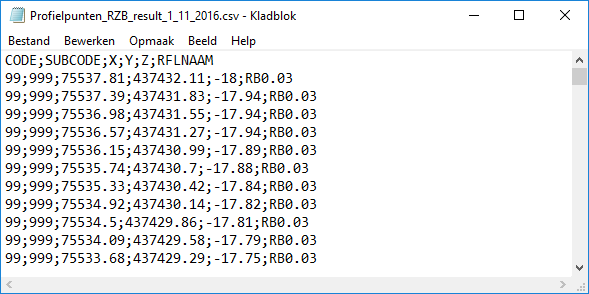 Profielpunten_RZB_result_1_11_2016.csv - Kladblok
Bestand Bewerken Opmaak Beeld Help
CODE;SUBCODE;X;Y;Z;RFLNAAM
99;999;75537.81;437432.11;-18;RB0.03
99;999;75537.39;437431.83;-17.94;RB0.03
99;999;75536.98;437431.55;-17.94;RB0.03
99;999;75536.57;437431.27;-17.94;RB0.03
99;999;75536.15;437430.99;-17.89;RB0.03
99;999;75535.74;437430.7;-17.88;RB0.03
99;999;75535.33;437430.42;-17.84;RB0.03
99;999;75534.92;437430.14;-17.82;RB0.03
99;999;75534.5;437429.86;-17.81;RB0.03
99;999;75534.09;437429.58;-17.79;RB0.03
99;999;75533.68;437429.29;-17.75;RB0.03